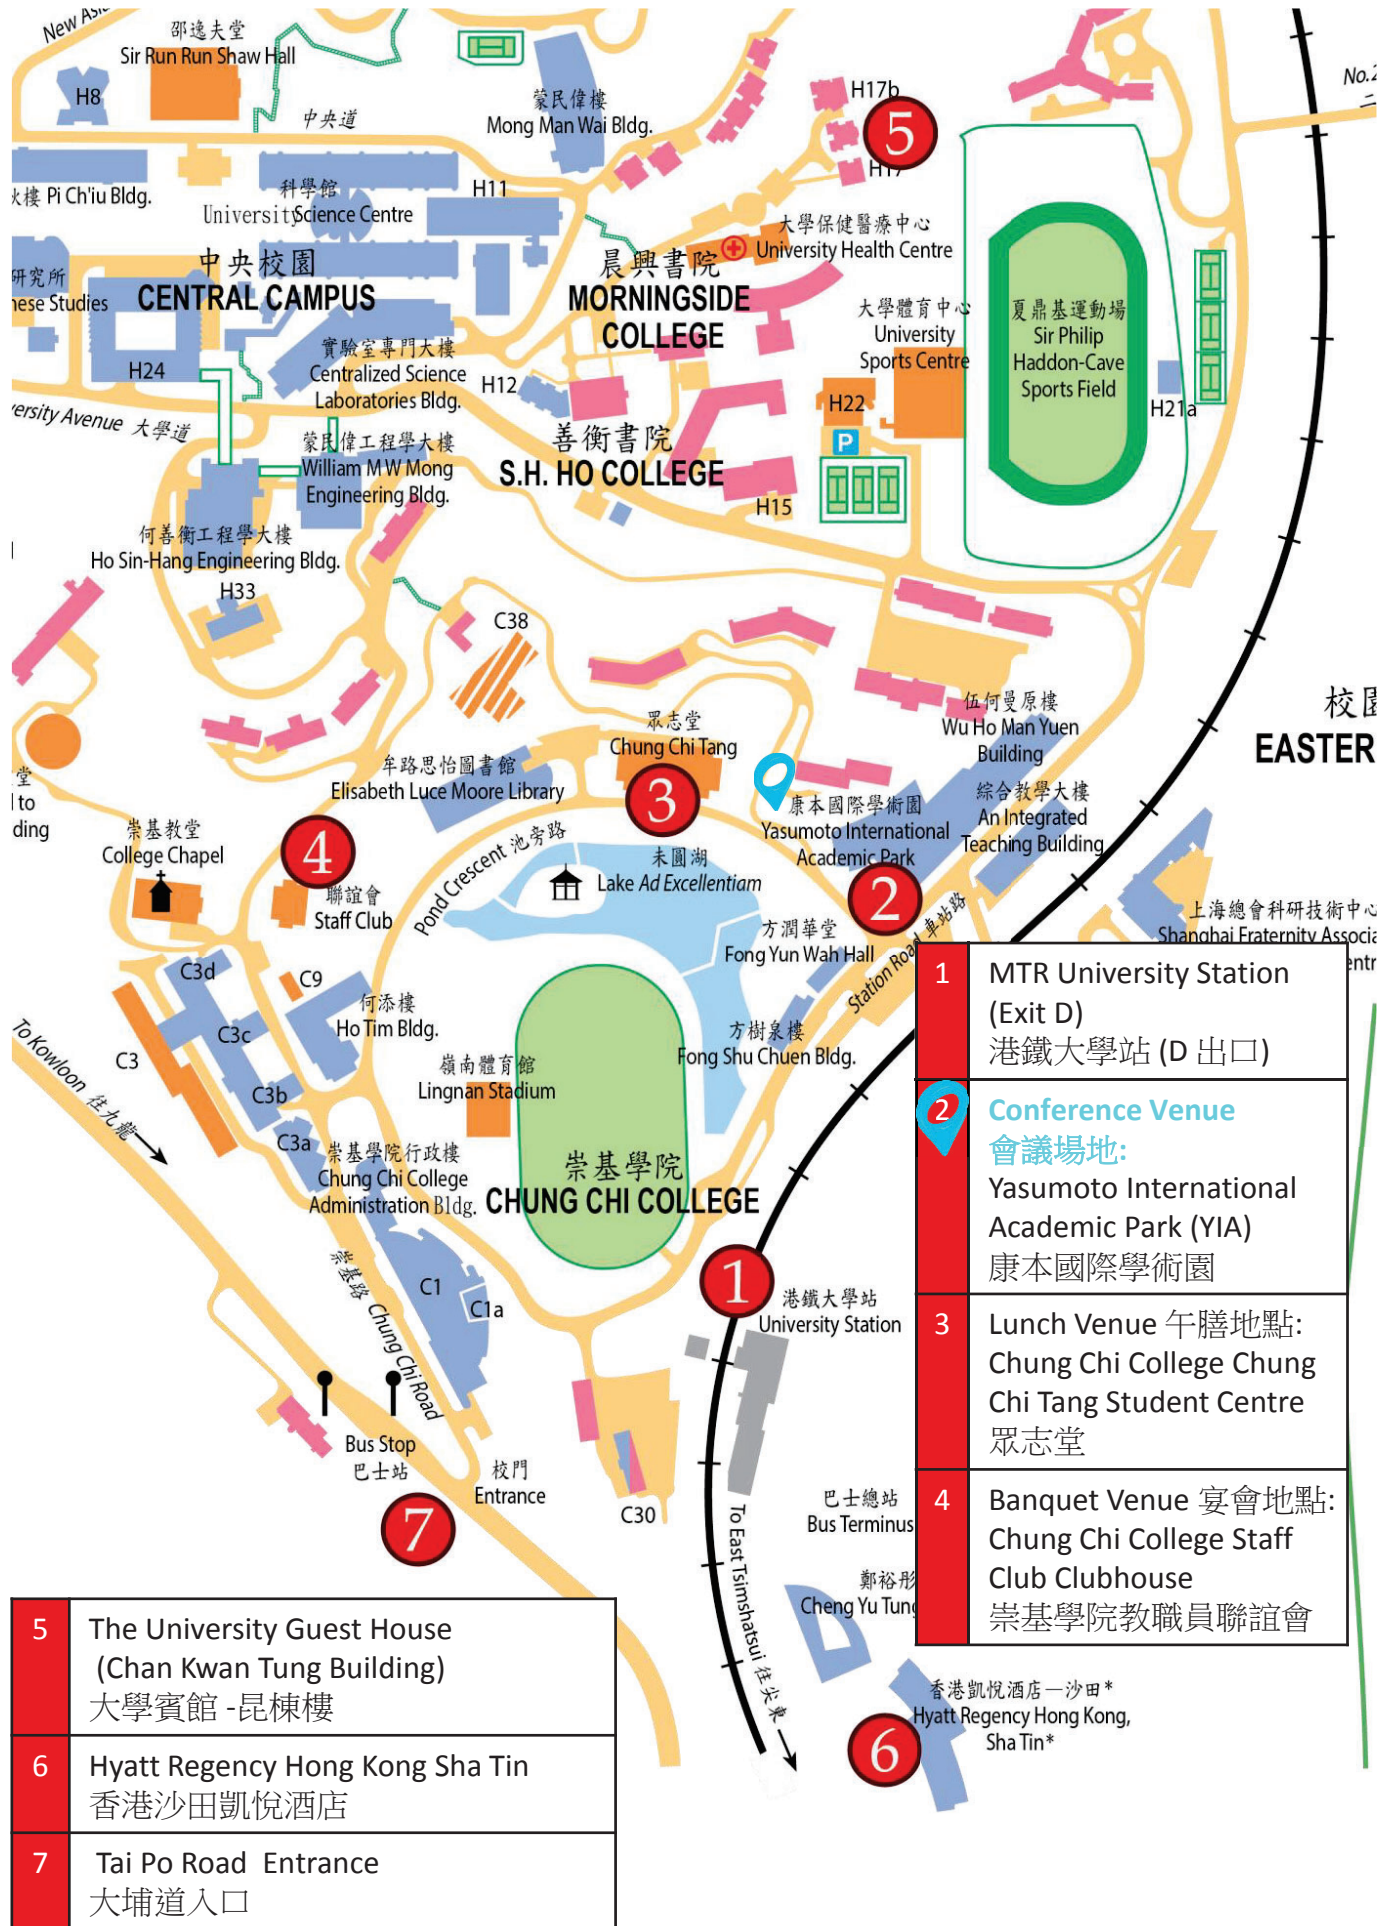 New Asia
邵逸夫堂
Sir Run Run Shaw Hall
H8
中央道
蒙民偉樓
Mong Man Wai Bldg.
H17b
5
H17
No.2
二
樓 Pi Ch'iu Bldg.
科學館
University Science Centre
H11
大學保健醫療中心
University Health Centre
研究所
nese Studies
中央校園
CENTRAL CAMPUS
晨興書院
MORNINGSIDE
COLLEGE
大學體育中心
University
Sports Centre
夏鼎基運動場
Sir Philip
Haddon-Cave
Sports Field
H24
實驗室專門大樓
Centralized Science
Laboratories Bldg.
H12
H22
P
H21a
versity Avenue 大學道
蒙民偉工程學大樓
William M W Mong
Engineering Bldg.
善衡書院
S.H. HO COLLEGE
H15
何善衡工程學大樓
Ho Sin-Hang Engineering Bldg.
H33
C38
眾志堂
Chung Chi Tang
3
伍何曼原樓
Wu Ho Man Yuen
Building
校園
EASTER
堂
l to
ding
牟路思怡圖書館
Elisabeth Luce Moore Library
康本國際學術園
Yasumoto International
Academic Park
綜合教學大樓
An Integrated
Teaching Building
崇基教堂
College Chapel
4
聯誼會
Staff Club
Pond Crescent 池旁路
未圓湖
Lake Ad Excellentiam
2
方潤華堂
Fong Yun Wah Hall
Station Road 車站路
上海總會科研技術中心
Shanghai Fraternity Associa
entr
C3d
C9
何添樓
Ho Tim Bldg.
C3c
C3
C3b
C3a
To Kowloon 往九龍
嶺南體育館
Lingnan Stadium
方樹泉樓
Fong Shu Chuen Bldg.
崇基學院行政樓
Chung Chi College
Administration Bldg.
崇基學院
CHUNG CHI COLLEGE
崇基路 Chung Chi Road
C1
C1a
1
港鐵大學站
University Station
Bus Stop
巴士站
校門
Entrance
7
C30
To East Tsimshatsui 往尖東
巴士總站
Bus Terminus
鄭裕彤
Cheng Yu Tung
6
香港凱悅酒店—沙田*
Hyatt Regency Hong Kong,
Sha Tin*
1
MTR University Station
(Exit D)
港鐵大學站 (D 出口)
2
Conference Venue
會議場地:
Yasumoto International
Academic Park (YIA)
康本國際學術園
3
Lunch Venue 午膳地點:
Chung Chi College Chung
Chi Tang Student Centre
眾志堂
4
Banquet Venue 宴會地點:
Chung Chi College Staff
Club Clubhouse
崇基學院教職員聯誼會
5
The University Guest House
(Chan Kwan Tung Building)
大學賓館 -昆棟樓
6
Hyatt Regency Hong Kong Sha Tin
香港沙田凱悅酒店
7
Tai Po Road Entrance
大埔道入口